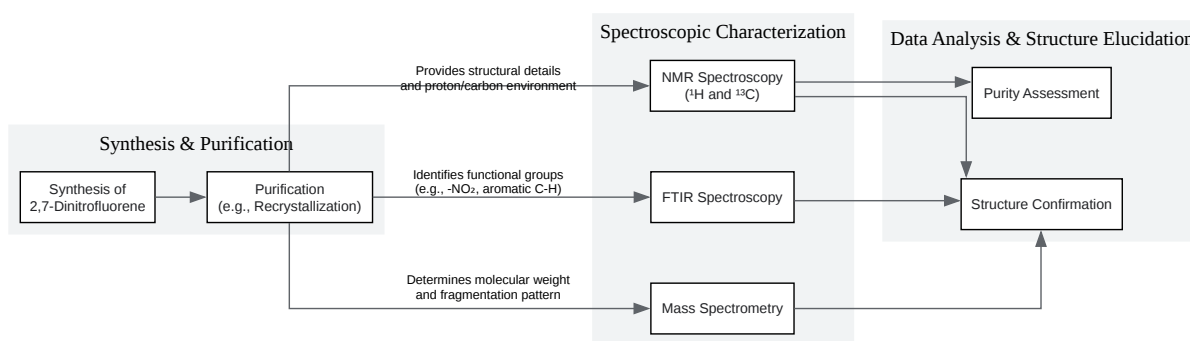 Synthesis & Purification
Synthesis of
2,7-Dinitrofluorene
Purification
(e.g., Recrystallization)
Provides structural details
and proton/carbon environment
Identifies functional groups
(e.g., -NO₂, aromatic C-H)
Determines molecular weight
and fragmentation pattern
Spectroscopic Characterization
NMR Spectroscopy
(¹H and ¹³C)
FTIR Spectroscopy
Mass Spectrometry
Data Analysis & Structure Elucidation
Purity Assessment
Structure Confirmation